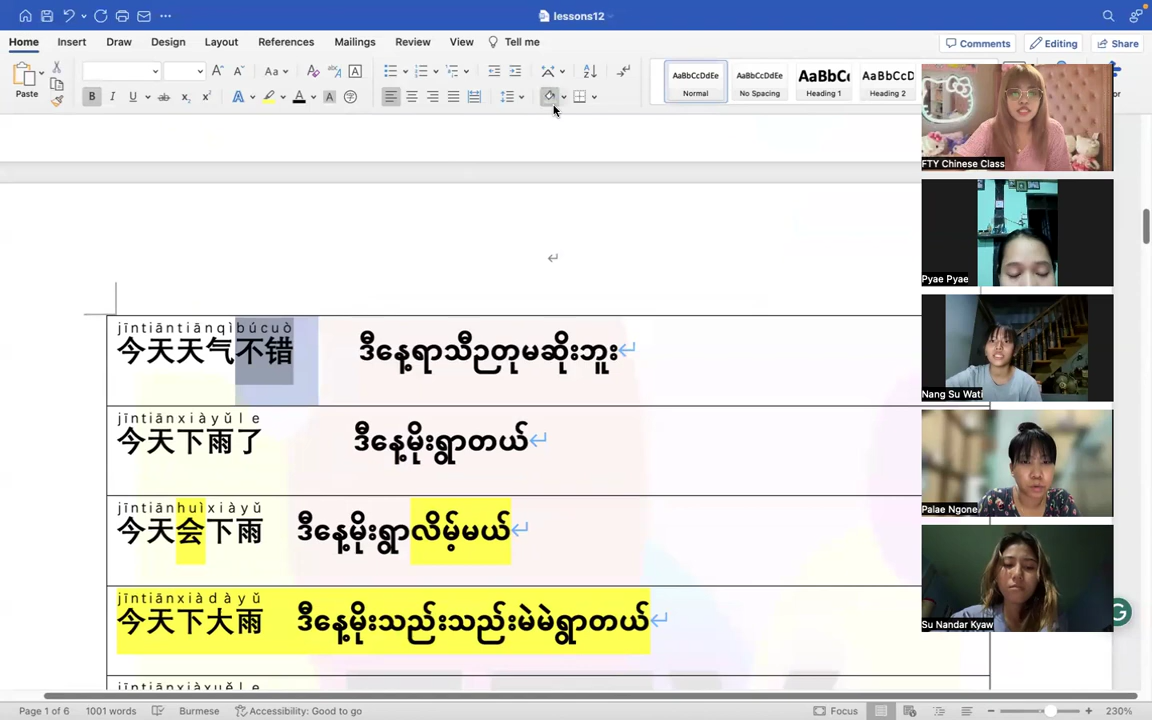 lessons12
Home Insert Draw Design Layout References Mailings Review View Tell me
Comments Editing Share
Paste
AaBbCcDdEe AaBbCcDdEe AaBbCc AaBbCcD
Normal No Spacing Heading 1 Heading 2
FTY Chinese Class
Pyae Pyae
Nang Su Wati
Palae Ngone
Su Nandar Kyaw
jīntiāntiānqìbúcuò
今天天气不错 ဒီနေ့ရာသီဥတုမဆိုးဘူး
jīntiānxiàyǔle
今天下雨了 ဒီနေ့မိုးရွာတယ်
jīntiānhuìxiàyǔ
今天会下雨 ဒီနေ့မိုးရွာလိမ့်မယ်
jīntiānxiàdàyǔ
今天下大雨 ဒီနေ့မိုးသည်းသည်းမဲမဲရွာတယ်
jīntiānxiàxuěle
Page 1 of 6 1001 words Burmese Accessibility: Good to go Focus 230%